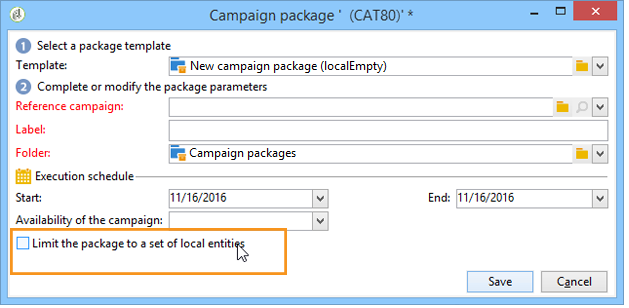 Campaign package ' (CAT80)' *
1 Select a package template
Template: New campaign package (localEmpty)
2 Complete or modify the package parameters
Reference campaign:
Label:
Folder: Campaign packages
Execution schedule
Start: 11/16/2016 End: 11/16/2016
Availability of the campaign:
Limit the package to a set of local entities
Save Cancel